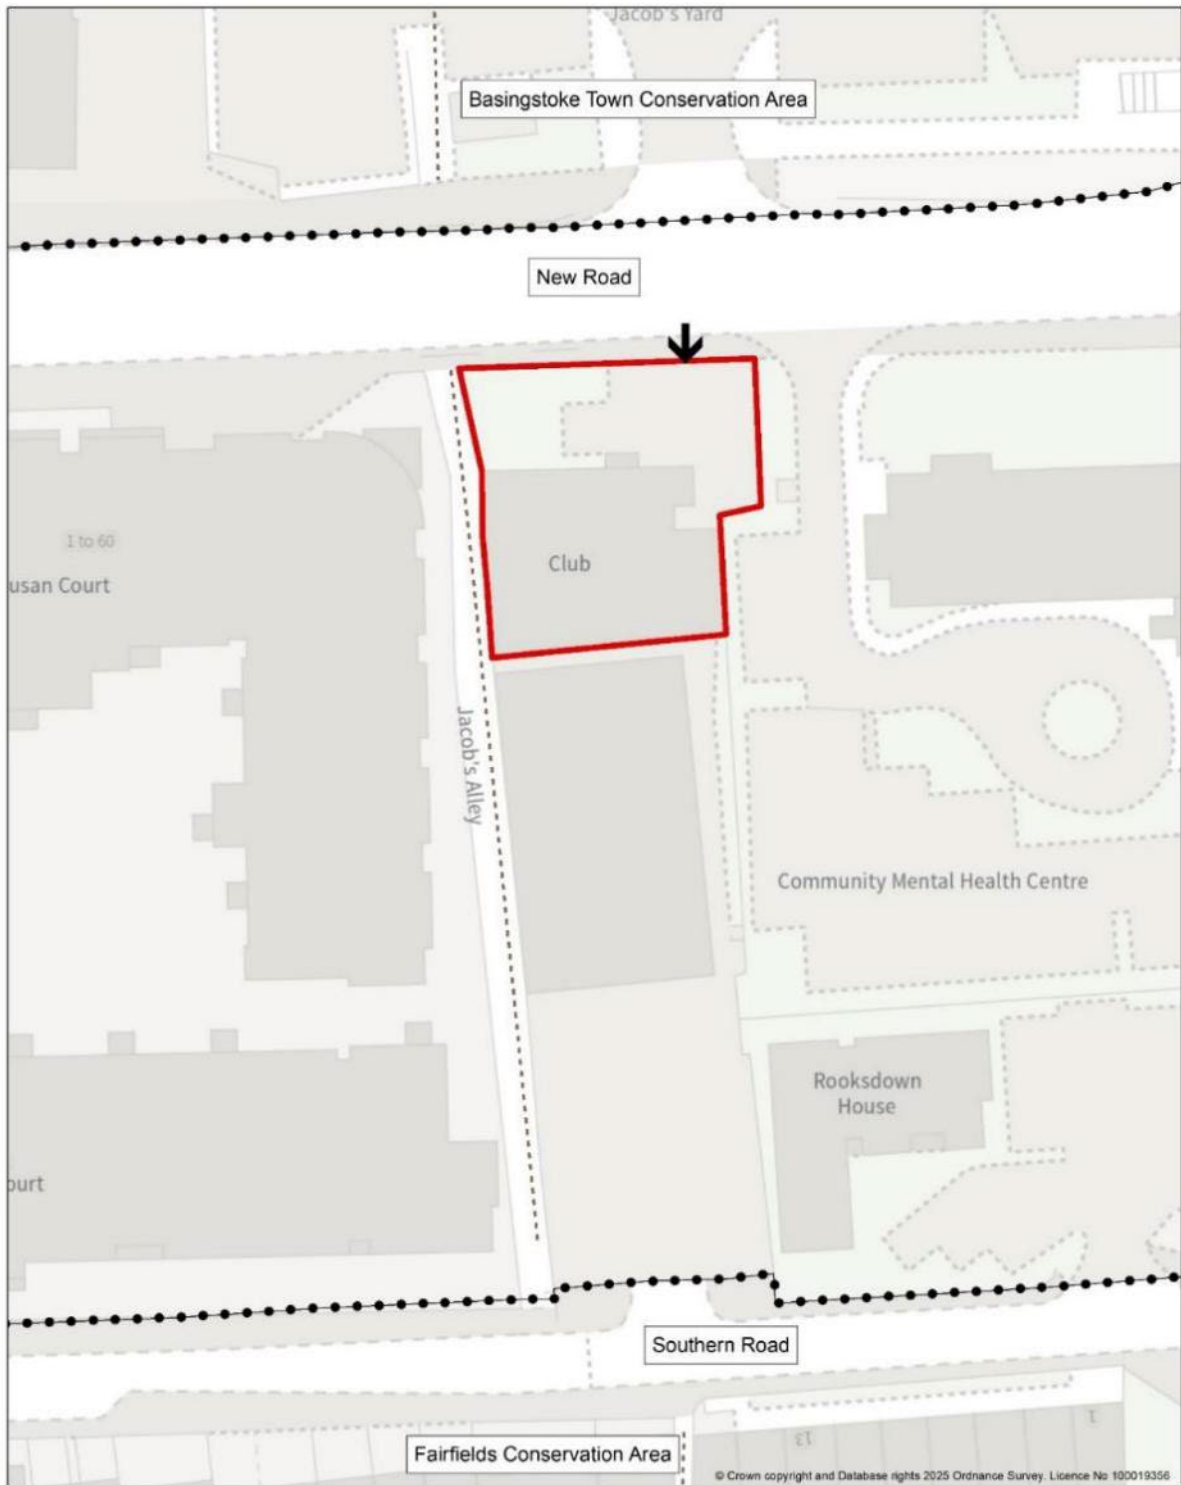 Jacob's Yard
Basingstoke Town Conservation Area
New Road
1 to 60
usan Court
Club
Jacob's Alley
Community Mental Health Centre
Rooksdown
House
ourt
Southern Road
13
1
Fairfields Conservation Area
© Crown copyright and Database rights 2025 Ordnance Survey. Licence No 100019356